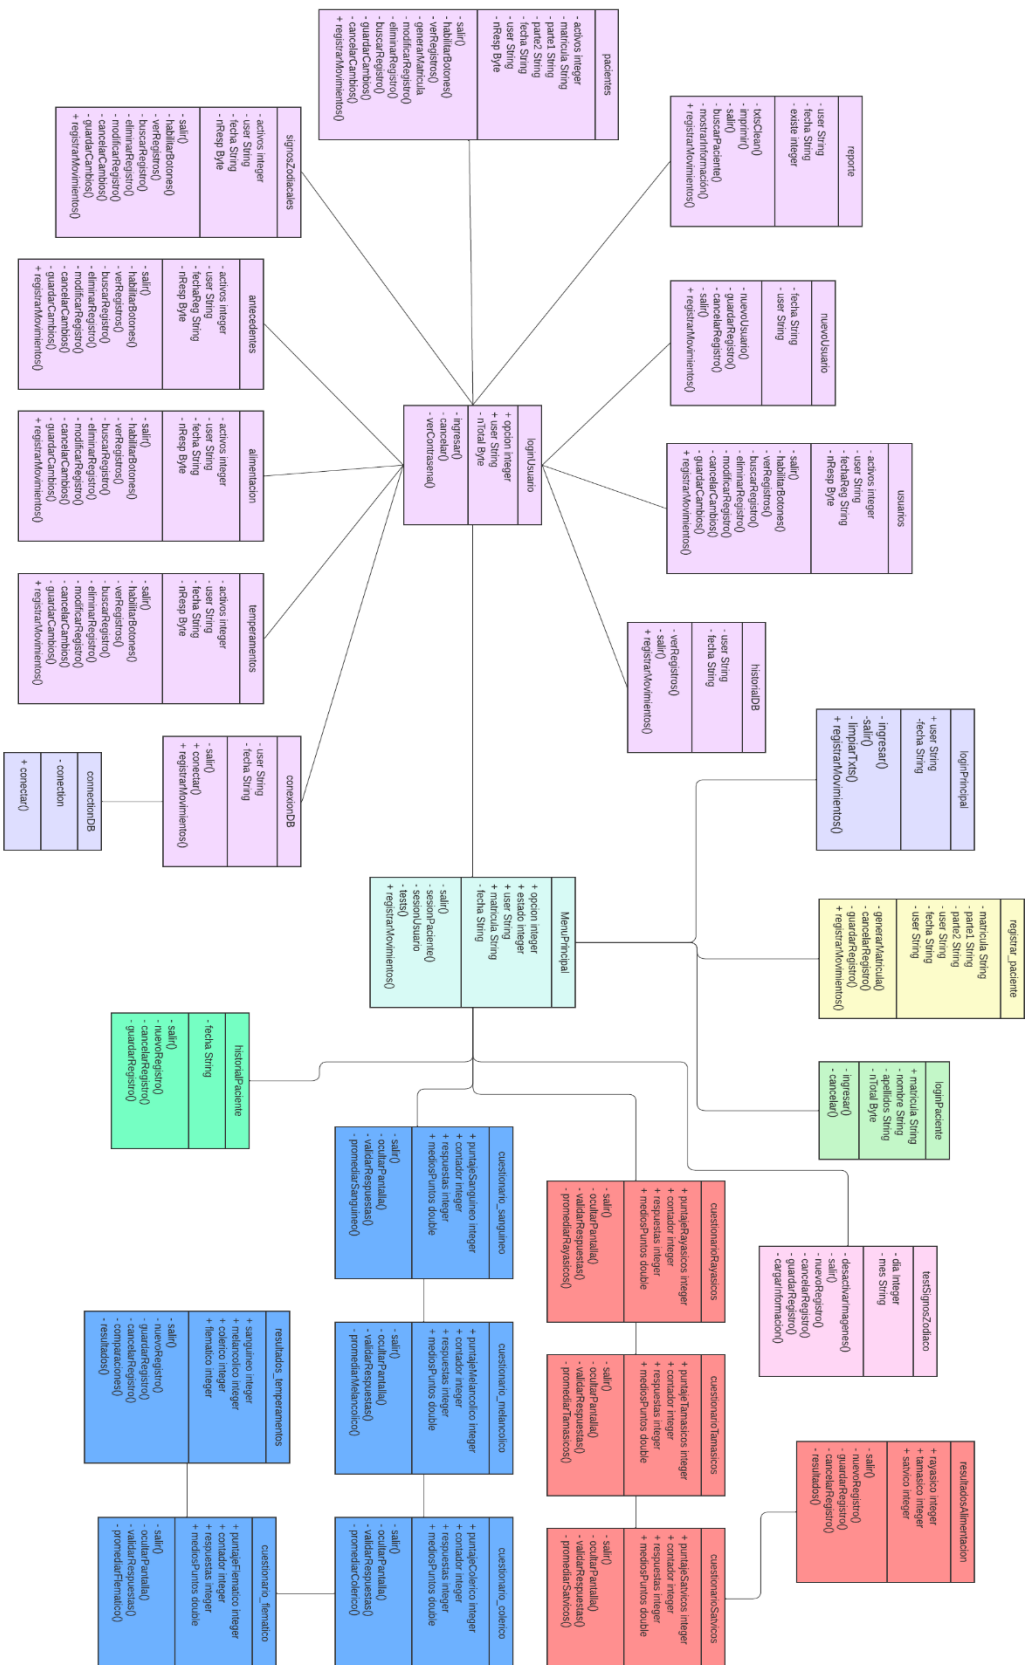 pacientes
- activos integer
- matricula String
- parte1 String
- parte2 String
- fecha String
- user String
- nResp Byte
- salir()
- habilitarBotones()
- verRegistros()
- generarMatricula
- modificarRegistro()
- eliminarRegistro()
- buscarRegistro()
- guardarCambios()
- cancelarCambios()
+ registrarMovimientos()
reporte
- user String
- fecha String
- existe integer
- txtsClean()
- imprimir()
- salir()
- buscarPaciente()
- mostrarInformación()
+ registrarMovimientos()
signosZodiacales
- activos integer
- user String
- fecha String
- nResp Byte
- salir()
- habilitarBotones()
- verRegistros()
- buscarRegistro()
- eliminarRegistro()
- modificarRegistro()
- cancelarCambios()
- guardarCambios()
+ registrarMovimientos()
antecedentes
- activos integer
- user String
- fechaReg String
- nResp Byte
- salir()
- habilitarBotones()
- verRegistros()
- buscarRegistro()
- eliminarRegistro()
- modificarRegistro()
- cancelarCambios()
- guardarCambios()
+ registrarMovimientos()
nuevoUsuario
- fecha String
- user String
- nuevoUsuario()
- guardarRegistro()
- cancelarRegistro()
- salir()
+ registrarMovimientos()
loginUsuario
+ opcion integer
+ user String
- nTotal Byte
- ingresar()
- cancelar()
- verContrasena()
alimentacion
- activos integer
- user String
- fecha String
- nResp Byte
- salir()
- habilitarBotones()
- verRegistros()
- buscarRegistro()
- eliminarRegistro()
- modificarRegistro()
- cancelarCambios()
- guardarCambios()
+ registrarMovimientos()
usuarios
- activos integer
- user String
- fechaReg String
- nResp Byte
- salir()
- habilitarBotones()
- verRegistros()
- buscarRegistro()
- eliminarRegistro()
- modificarRegistro()
- cancelarCambios()
- guardarCambios()
+ registrarMovimientos()
temperamentos
- activos integer
- user String
- fecha String
- nResp Byte
- salir()
- habilitarBotones()
- verRegistros()
- buscarRegistro()
- eliminarRegistro()
- modificarRegistro()
- cancelarCambios()
- guardarCambios()
+ registrarMovimientos()
historialDB
- user String
- fecha String
- verRegistros()
- salir()
+ registrarMovimientos()
conexionDB
- user String
- fecha String
- salir()
+ conectar()
+ registrarMovimientos()
connectionDB
- conection
+ conectar()
loginPrincipal
+ user String
-fecha String
- ingresar()
-salir()
- limpiarTxts()
+ registrarMovimientos()
MenuPrincipal
+ opcion integer
+ estado integer
+ user String
+ matricula String
- fecha String
- salir()
- sesionPaciente()
- sesionUsuario
- tests()
+ registrarMovimientos()
registrar_paciente
- matricula String
- parte1 String
- parte2 String
- user String
- fecha String
- user String
- generarMatricula()
- cancelarRegistro()
- guardarRegistro()
+ registrarMovimientos()
loginPaciente
+ matricula String
- nombre String
- apellidos String
- nTotal Byte
- ingresar()
- cancelar()
historialPaciente
- fecha String
- salir()
- nuevoRegistro()
- cancelarRegistro()
- guardarRegistro()
testSignosZodiaco
- dia Integer
- mes String
- desactivarImagenes()
- salir()
- nuevoRegistro()
- cancelarRegistro()
- guardarRegistro()
- cargarInformacion()
cuestionario_sanguineo
+ puntajeSanguineo integer
+ contador integer
+ respuestas integer
+ mediosPuntos double
- salir()
- ocultarPantalla()
- validarRespuestas()
- promediarSanguineo()
cuestionarioRayasicos
+ puntajeRayasicos integer
+ contador integer
+ respuestas integer
+ mediosPuntos double
- salir()
- ocultarPantalla()
- validarRespuestas()
- promediarRayasicos()
cuestionario_melancolico
+ puntajeMelancolico integer
+ contador integer
+ respuestas integer
+ mediosPuntos double
- salir()
- ocultarPantalla()
- validarRespuestas()
- promediarMelancolico()
cuestionarioTamasicos
+ puntajeTamasicos integer
+ contador integer
+ respuestas integer
+ mediosPuntos double
- salir()
- ocultarPantalla()
- validarRespuestas()
- promediarTamasicos()
resultados_temperamentos
+ sanguineo integer
+ melancolico integer
+ colerico integer
+ flematico integer
- salir()
- nuevoRegistro()
- guardarRegistro()
- cancelarRegistro()
- comparaciones()
- resultados()
resultadosAlimentacion
+ rayasico integer
+ tamasico integer
+ satvico integer
- salir()
- nuevoRegistro()
- guardarRegistro()
- cancelarRegistro()
- resultados()
cuestionario_flematico
+ puntajeFlematico integer
+ contador integer
+ respuestas integer
+ mediosPuntos double
- salir()
- ocultarPantalla()
- validarRespuestas()
- promediarFlematico()
cuestionario_colerico
+ puntajeColerico integer
+ contador integer
+ respuestas integer
+ mediosPuntos double
- salir()
- ocultarPantalla()
- validarRespuestas()
- promediarColerico()
cuestionarioSatvicos
+ puntajeSatvicos integer
+ contador integer
+ respuestas integer
+ mediosPuntos double
- salir()
- ocultarPantalla()
- validarRespuestas()
- promediarSatvicos()